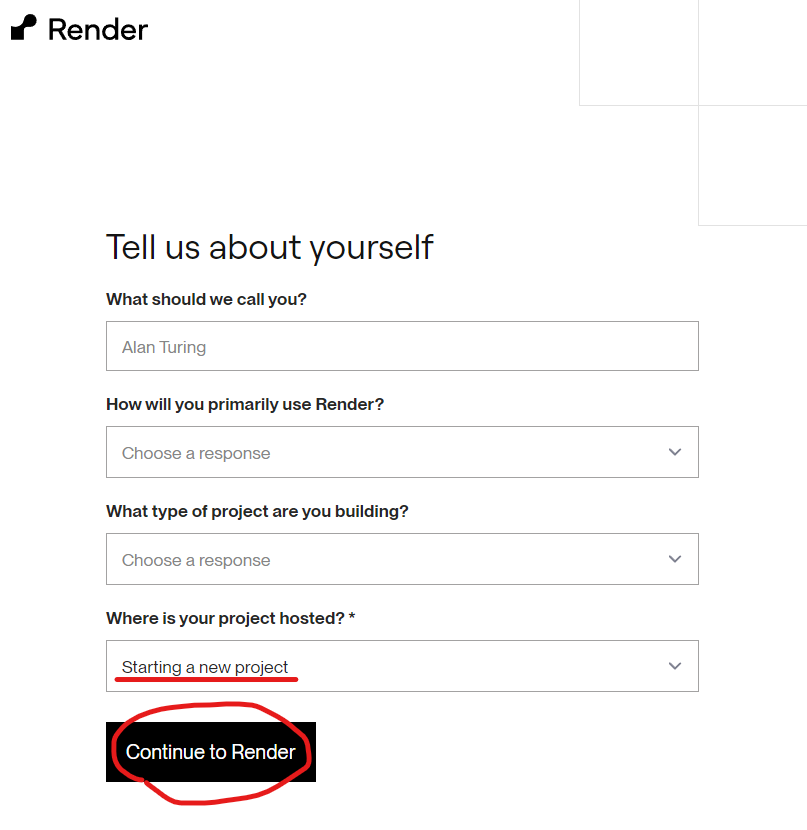 Render
Tell us about yourself
What should we call you?
Alan Turing
How will you primarily use Render?
Choose a response
What type of project are you building?
Choose a response
Where is your project hosted? *
Starting a new project
Continue to Render